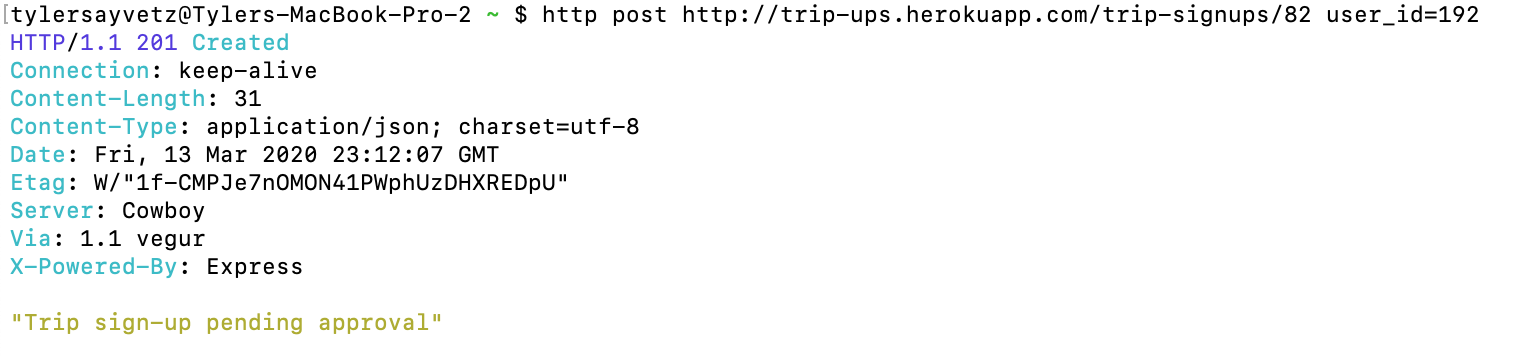 [tylersayvetz@Tylers-MacBook-Pro-2 ~ $ http post http://trip-ups.herokuapp.com/trip-signups/82 user_id=192
HTTP/1.1 201 Created
Connection: keep-alive
Content-Length: 31
Content-Type: application/json; charset=utf-8
Date: Fri, 13 Mar 2020 23:12:07 GMT
Etag: W/"1f-CMPJe7nOMON41PWphUzDHXREDpU"
Server: Cowboy
Via: 1.1 vegur
X-Powered-By: Express

"Trip sign-up pending approval"